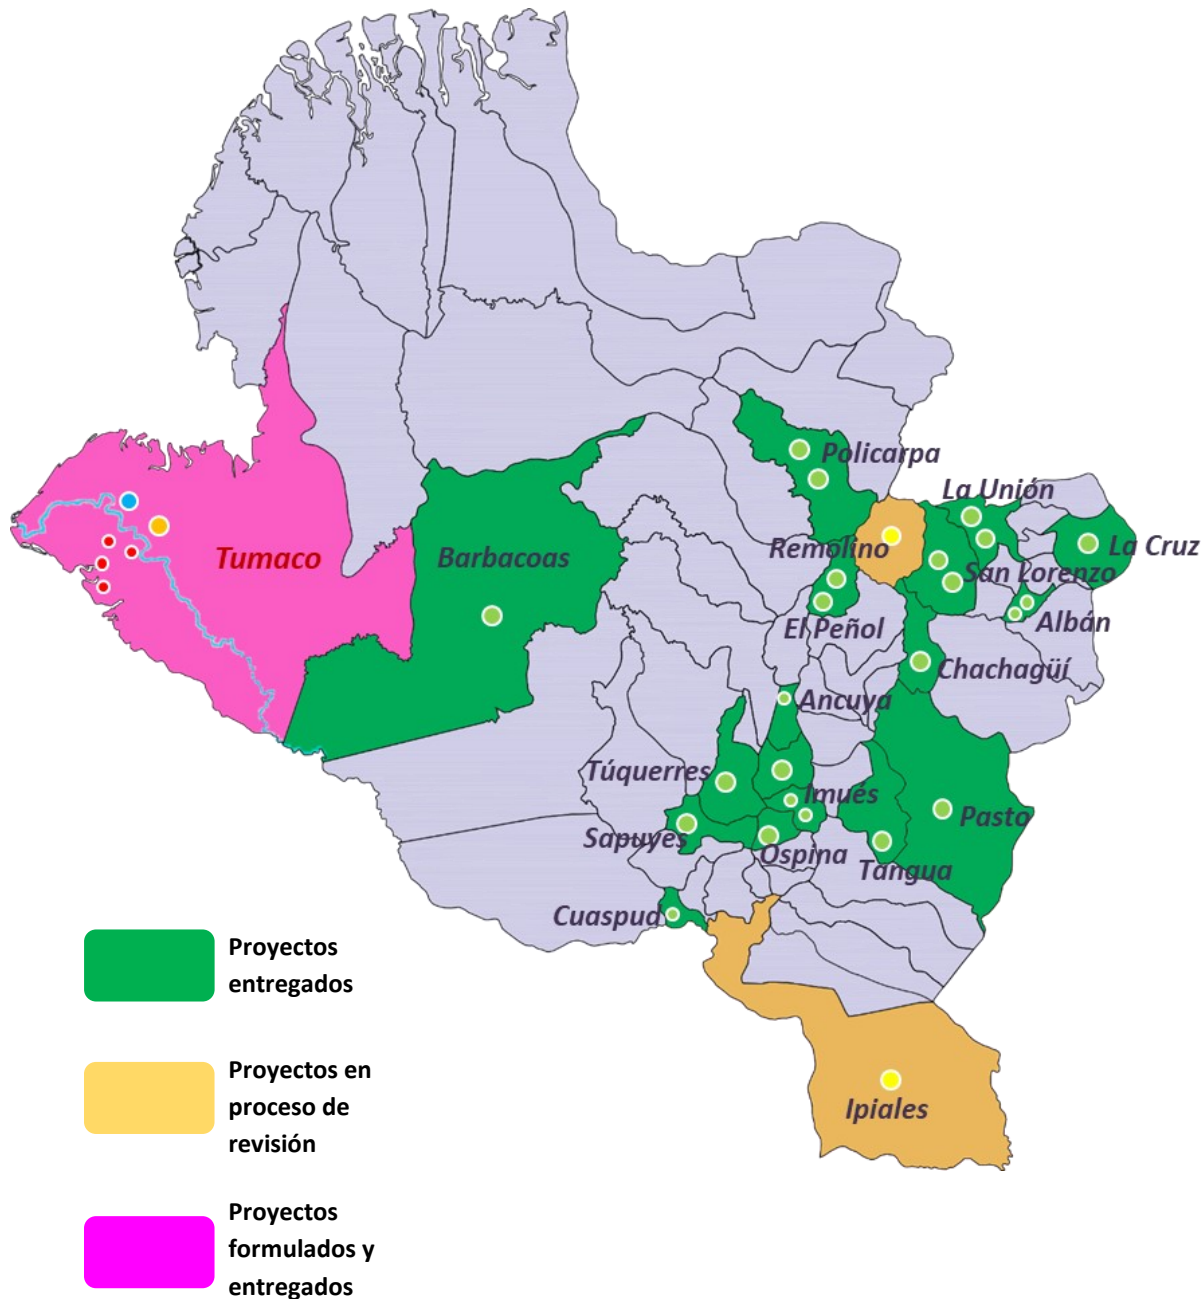 Policarpa
La Unión
Remolino
La Cruz
Tumaco
Barbacoas
San Lorenzo
El Peñol
Albán
Chachagüí
Ancuya
Túquerres
Imués
Pasto
Sapuyes
Ospina
Tangua
Cuaspud
Proyectos
entregados
Proyectos en
proceso de
revisión
Ipiales
Proyectos
formulados y
entregados